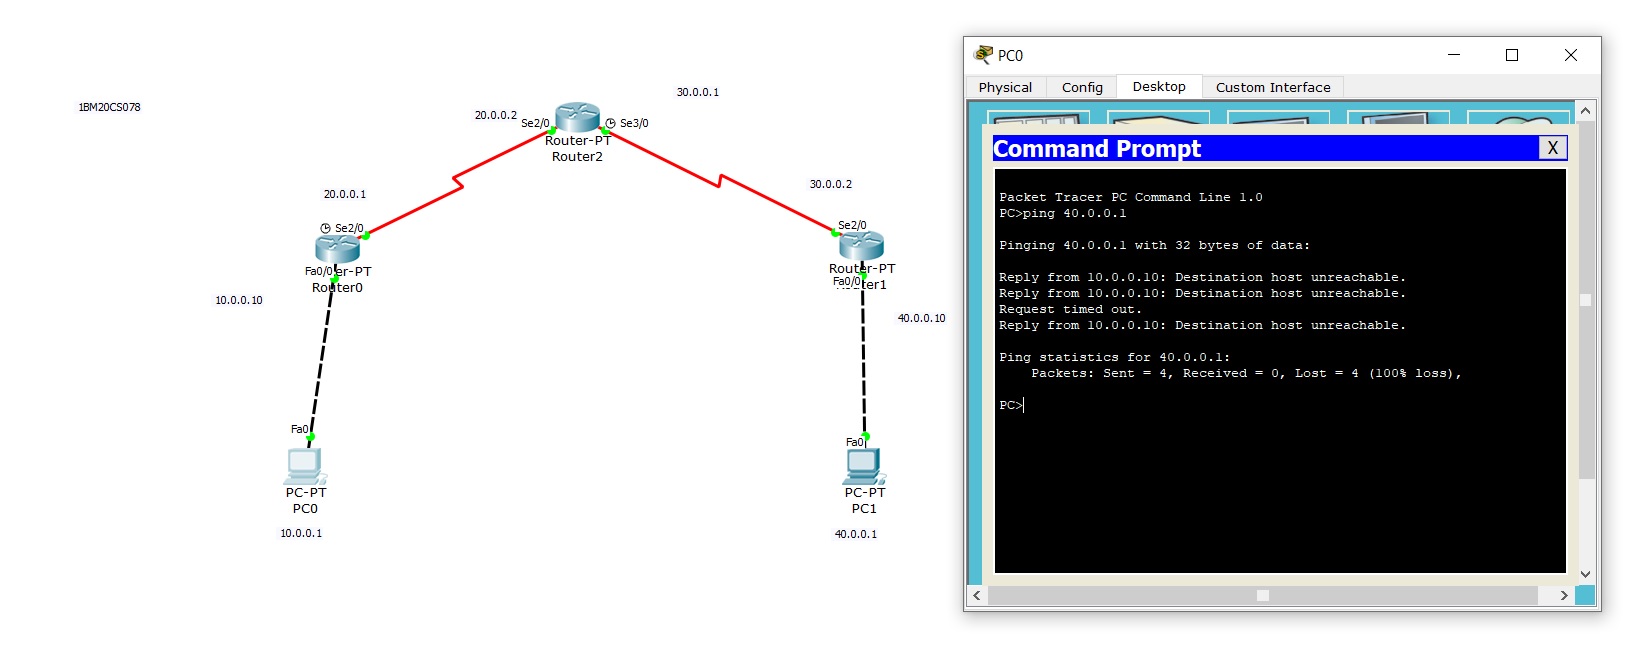 1BM20CS078
20.0.0.2
Se2/0
30.0.0.1
Se3/0
Router-PT
Router2
20.0.0.1
Se2/0
Fa0/0
er-PT
Router0
10.0.0.10
30.0.0.2
Se2/0
Router-PT
Fa0/0
ter1
40.0.0.10
Fa0
PC-PT
PC0
10.0.0.1
Fa0
PC-PT
PC1
40.0.0.1
PC0
Physical Config Desktop Custom Interface
Command Prompt X
Packet Tracer PC Command Line 1.0
PC>ping 40.0.0.1
Pinging 40.0.0.1 with 32 bytes of data:
Reply from 10.0.0.10: Destination host unreachable.
Reply from 10.0.0.10: Destination host unreachable.
Request timed out.
Reply from 10.0.0.10: Destination host unreachable.
Ping statistics for 40.0.0.1:
Packets: Sent = 4, Received = 0, Lost = 4 (100% loss),
PC>